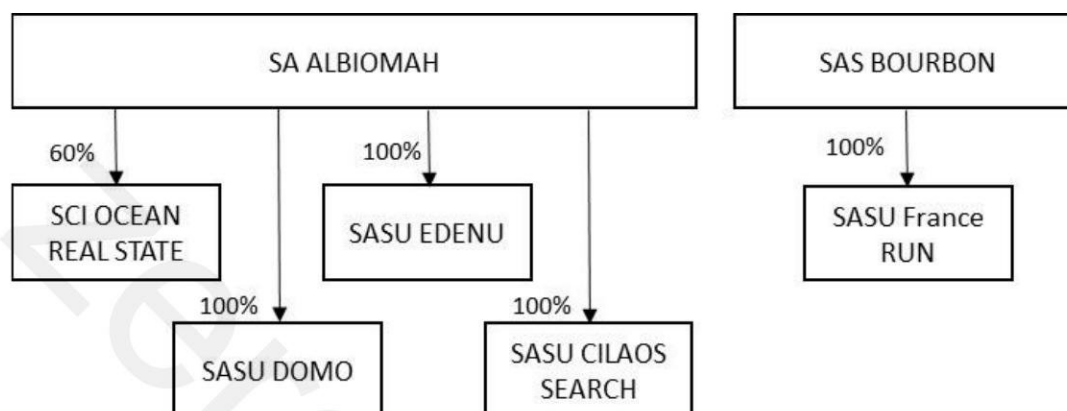 SA ALBIOMAH
SAS BOURBON
60%
100%
100%
SCI OCEAN
REAL STATE
SASU EDENU
SASU France
RUN
100%
100%
SASU DOMO
SASU CILAOS
SEARCH